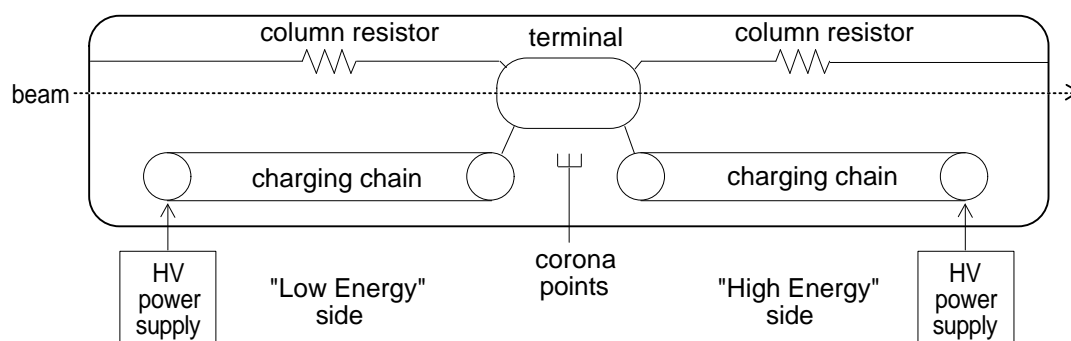 column resistor
terminal
column resistor
beam
charging chain
charging chain
HV
power
supply
"Low Energy"
side
corona
points
"High Energy"
side
HV
power
supply